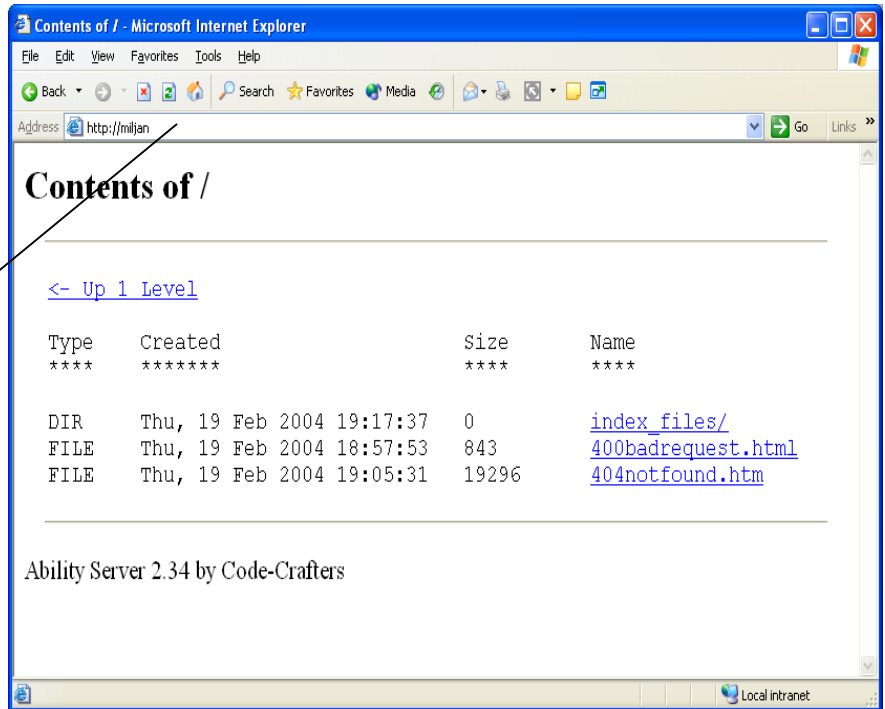 Contents of / - Microsoft Internet Explorer
File Edit View Favorites Tools Help
Back Search Favorites Media
Address http://miljan Go Links »
Contents of /
<- Up 1 Level
Type Created Size Name
**** ******* **** ****
DIR Thu, 19 Feb 2004 19:17:37 0 index_files/
FILE Thu, 19 Feb 2004 18:57:53 843 400badrequest.html
FILE Thu, 19 Feb 2004 19:05:31 19296 404notfound.htm
Ability Server 2.34 by Code-Crafters
Local intranet